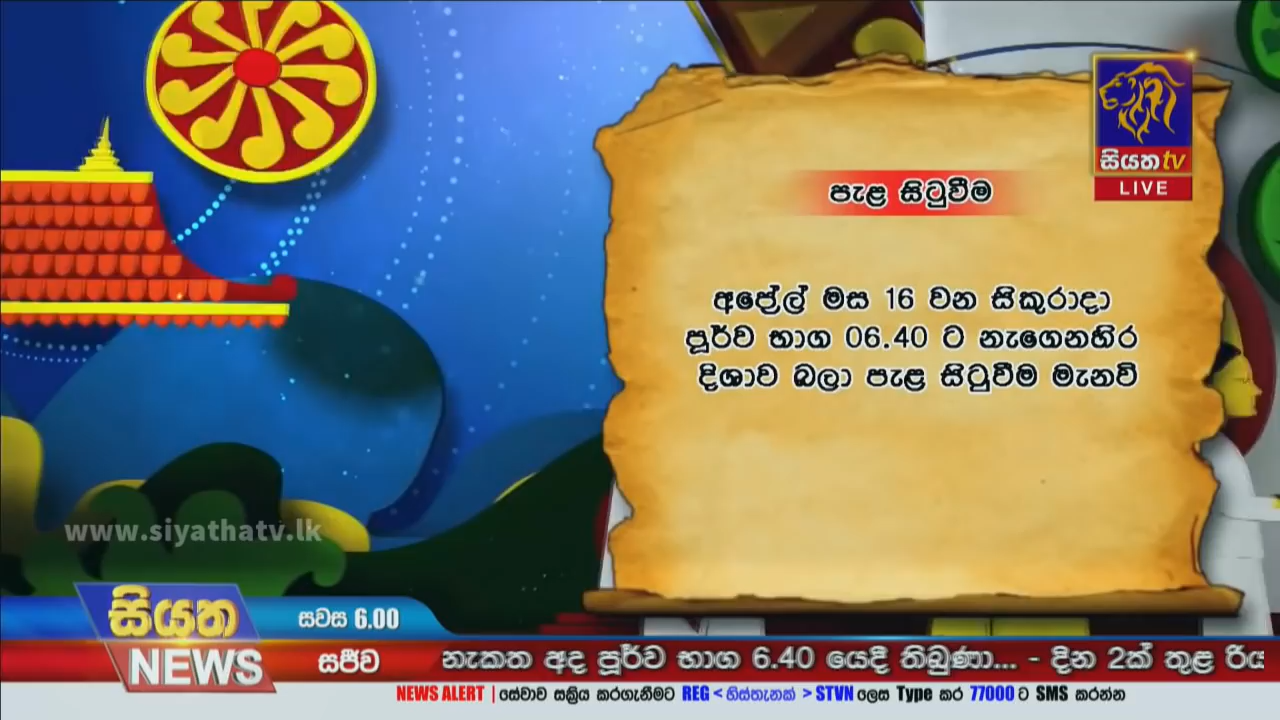 සියත tv
LIVE
පැළ සිටුවීම
අප්‍රේල් මස 16 වන සිකුරාදා
පූර්ව භාග 06.40 ට නැගෙනහිර
දිශාව බලා පැළ සිටුවීම මැනවි
www.siyathatv.lk
සියත
NEWS
සවස 6.00
සජීව
නැකත අද පූර්ව භාග 6.40 යෙදී තිබුණා... - දින 2ක් තුළ රිය
NEWS ALERT | සේවාව සක්‍රිය කරගැනීමට REG < හිස්තැනක් > STVN ලෙස Type කර 77000 ට SMS කරන්න